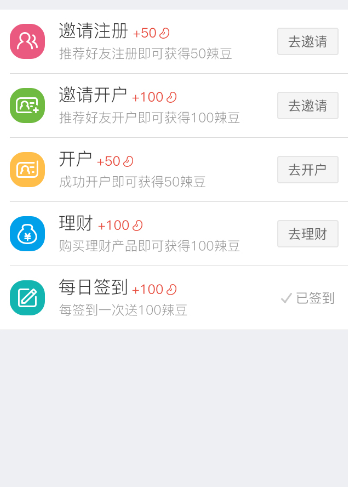 邀请注册 +50
推荐好友注册即可获得50辣豆
去邀请
邀请开户 +100
推荐好友开户即可获得100辣豆
去邀请
开户 +50
成功开户即可获得50辣豆
去开户
理财 +100
购买理财产品即可获得100辣豆
去理财
每日签到 +100
每签到一次送100辣豆
已签到